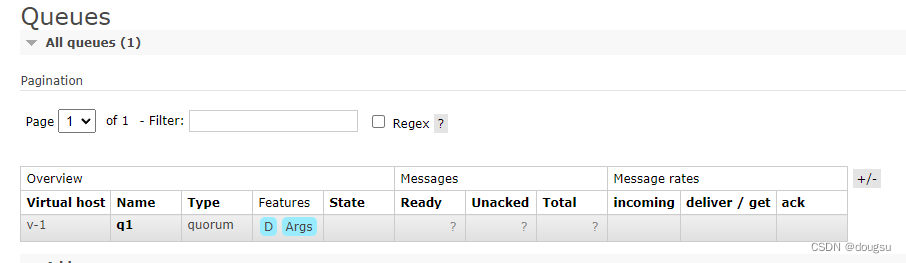 Queues
All queues (1)
Pagination
Page 1 of 1 - Filter: Regex ?
Overview Messages Message rates +/-
Virtual host Name Type Features State Ready Unacked Total incoming deliver / get ack
v-1 q1 quorum D Args ? ? ?
CSDN @dougsu